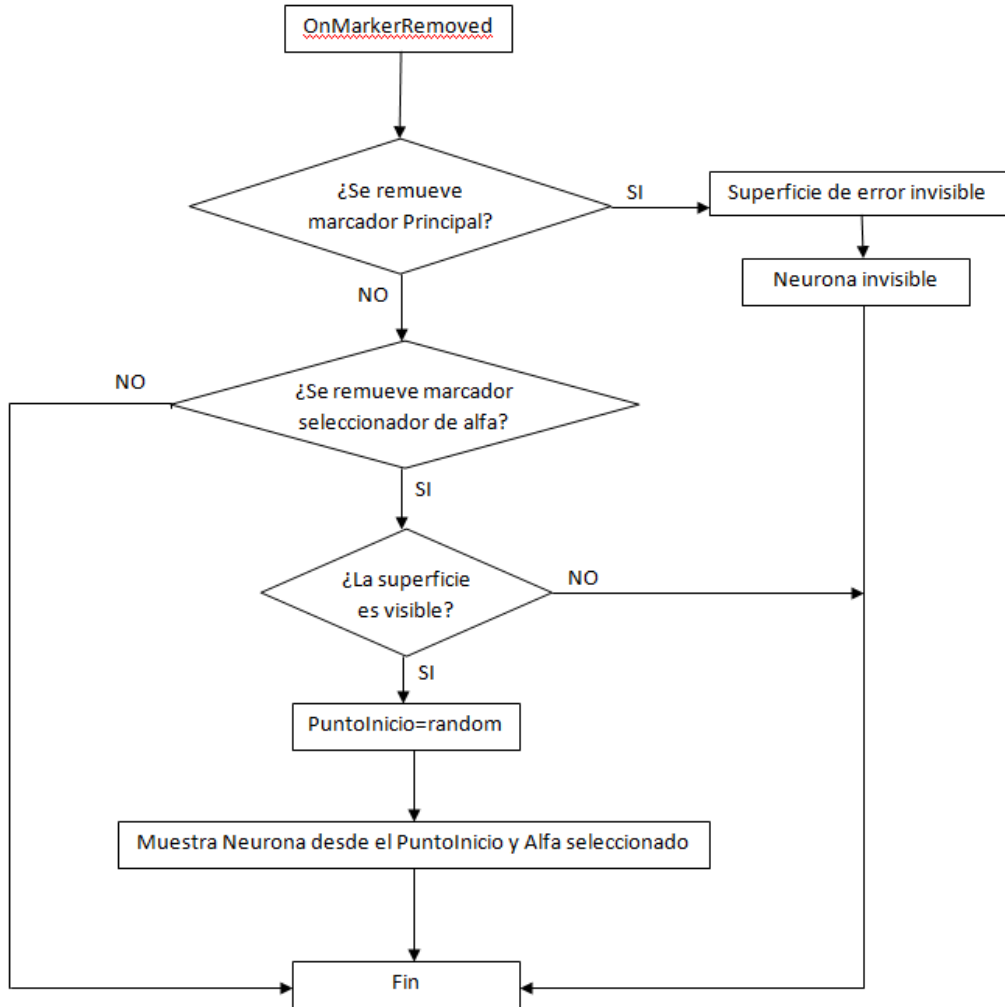 OnMarkerRemoved
¿Se remueve
marcador Principal?
SI
Superficie de error invisible
Neurona invisible
NO
NO
¿Se remueve marcador
seleccionador de alfa?
SI
¿La superficie
es visible?
NO
SI
PuntoInicio=random
Muestra Neurona desde el PuntoInicio y Alfa seleccionado
Fin